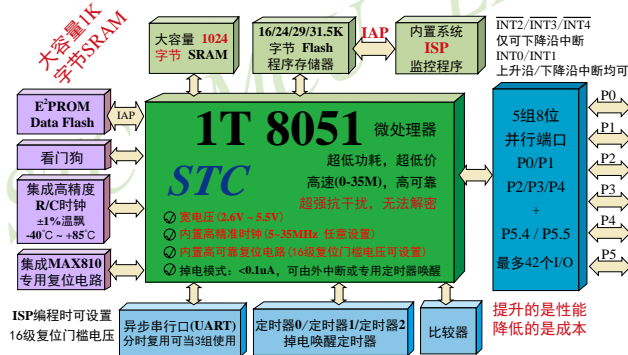 大容量1K
字节SRAM
大容量 1024
字节 SRAM
16/24/29/31.5K
字节 Flash
程序存储器
IAP
内置系统
ISP
监控程序
INT2/INT3/INT4
仅可下降沿中断
INT0/INT1
上升沿/下降沿中断均可
E²PROM
Data Flash
IAP
看门狗
集成高精度
R/C时钟
±1%温飘
-40℃ ~ +85℃
集成MAX810
专用复位电路
1T 8051 微处理器
STC
超低功耗，超低价
高速(0-35M)，高可靠
超强抗干扰，无法解密
宽电压(2.6V ~ 5.5V)
内置高精准时钟(5~35MHz 任意设置)
内置高可靠复位电路(16级复位门槛电压可设置)
掉电模式：<0.1uA，可由外中断或专用定时器唤醒
5组8位
并行端口
P0/P1
P2/P3/P4
+
P5.4 / P5.5
最多42个I/O
P0
P1
P2
P3
P4
P5
ISP编程时可设置
16级复位门槛电压
异步串行口(UART)
分时复用可当3组使用
定时器0/定时器1/定时器2
掉电唤醒定时器
比较器
提升的是性能
降低的是成本